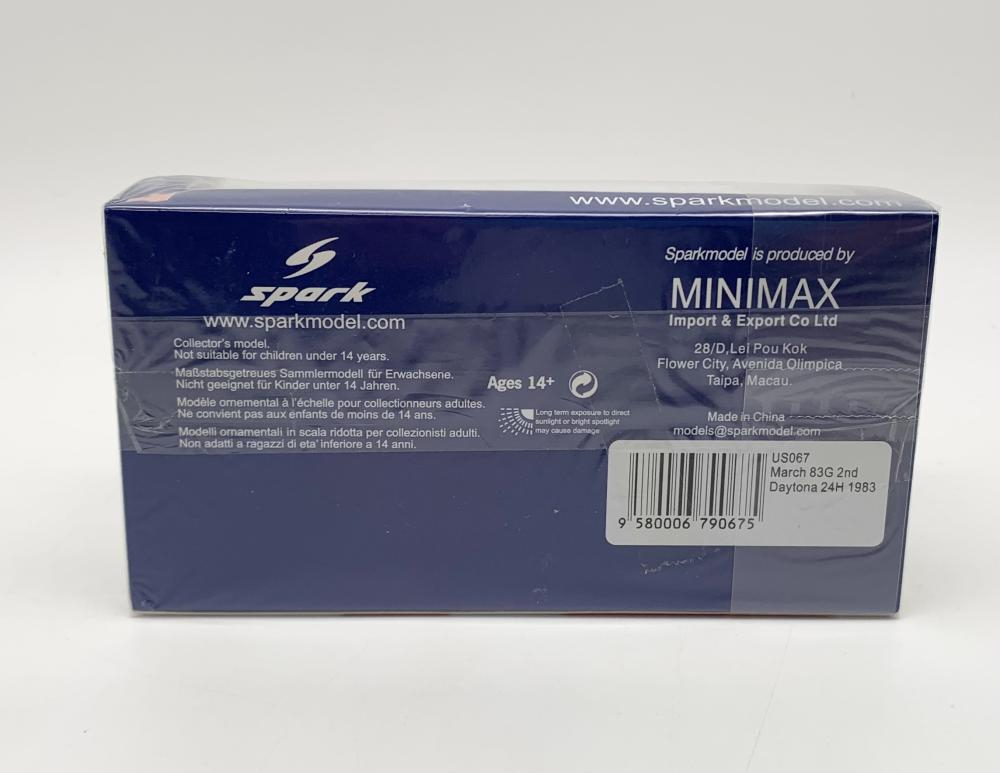 www.sparkmodel.com
spark
www.sparkmodel.com
Collector's model.
Not suitable for children under 14 years.
Maßstabsgetreues Sammlermodell für Erwachsene.
Nicht geeignet für Kinder unter 14 Jahren.
Modèle ornemental à l'échelle pour collectionneurs adultes.
Ne convient pas aux enfants de moins de 14 ans.
Modelli ornamentali in scala ridotta per collezionisti adulti.
Non adatti a ragazzi di eta' inferiore a 14 anni.
Ages 14+
Long term exposure to direct
sunlight or bright spotlight
may cause damage
Sparkmodel is produced by
MINIMAX
Import & Export Co Ltd
28/D,Lei Pou Kok
Flower City, Avenida Olimpica
Taipa, Macau.
Made in China
models@sparkmodel.com
US067
March 83G 2nd
Daytona 24H 1983
9 580006 790675